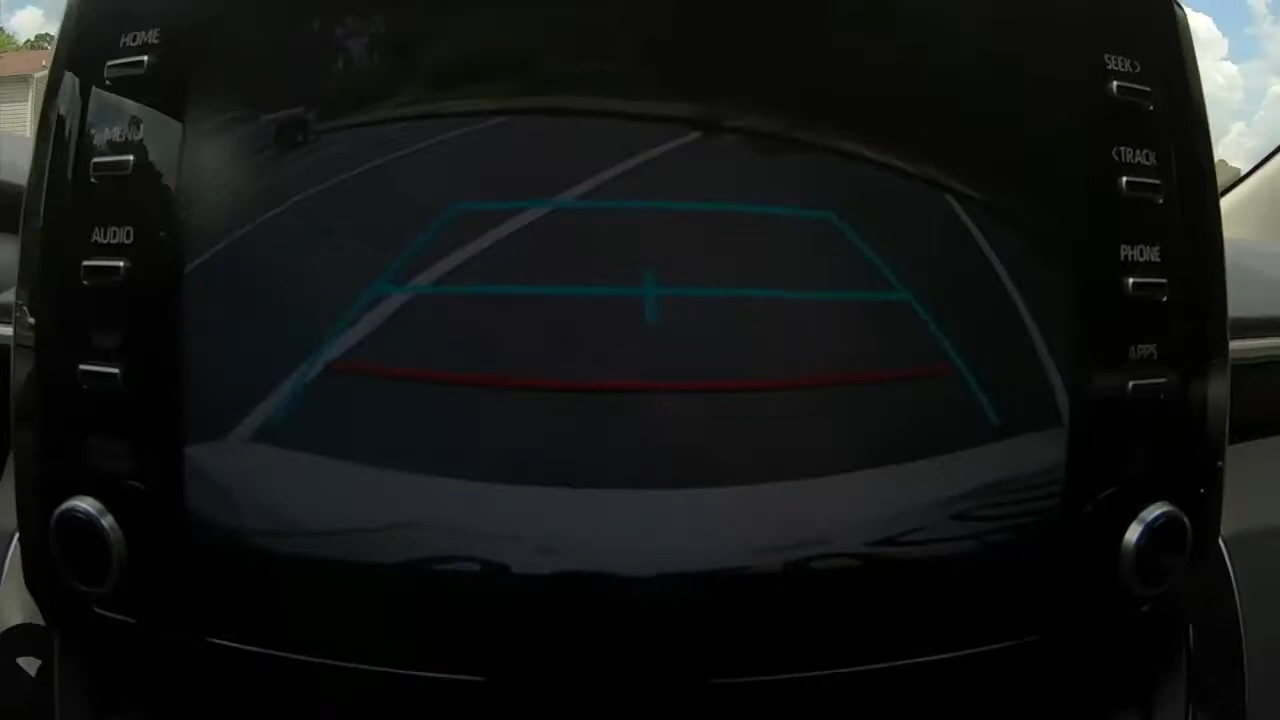 HOME
MENU
AUDIO
SEEK>
<TRACK
PHONE
APPS